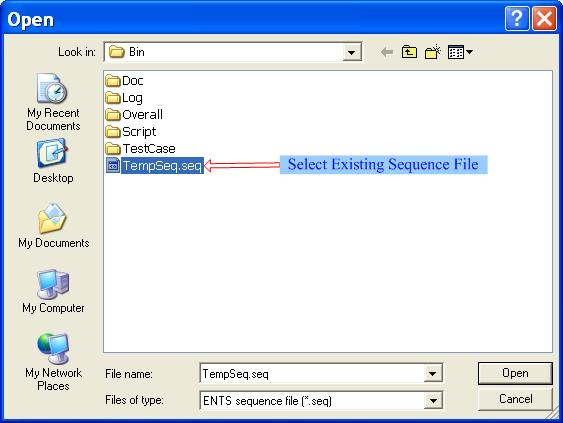 Open
Look in: Bin
Doc
Log
Overall
Script
TestCase
TempSeq.seq Select Existing Sequence File
My Recent
Documents
Desktop
My Documents
My Computer
My Network
Places
File name: TempSeq.seq Open
Files of type: ENTS sequence file (*.seq) Cancel